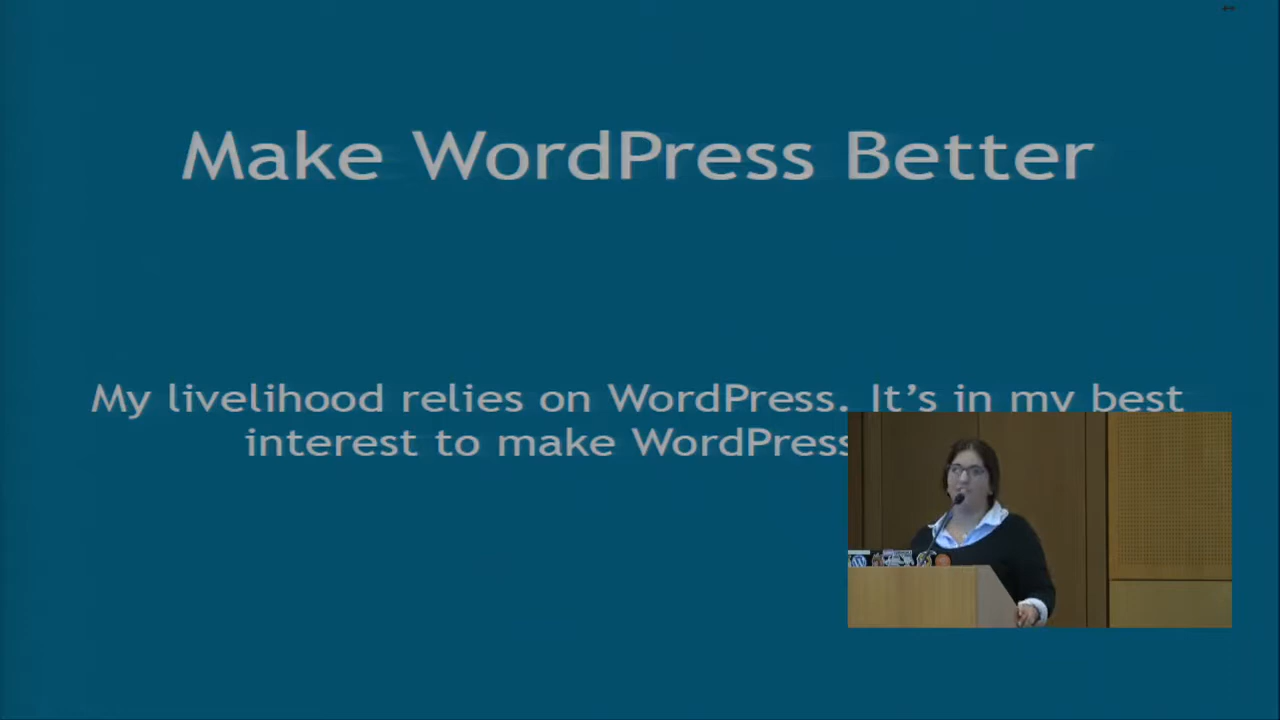 Make WordPress Better
My livelihood relies on WordPress. It's in my best
interest to make WordPress